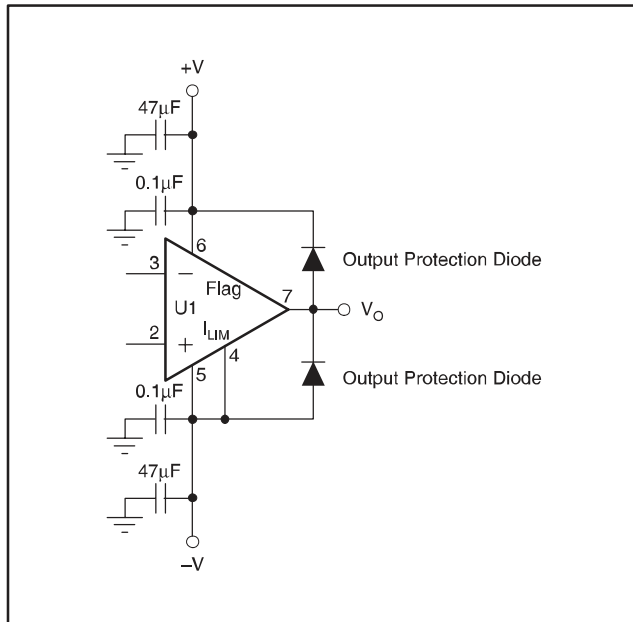 +V
47μF
0.1μF
6
3
−
Flag
Output Protection Diode
U1
7
V_O
I_LIM
2
+
4
5
Output Protection Diode
0.1μF
47μF
−V